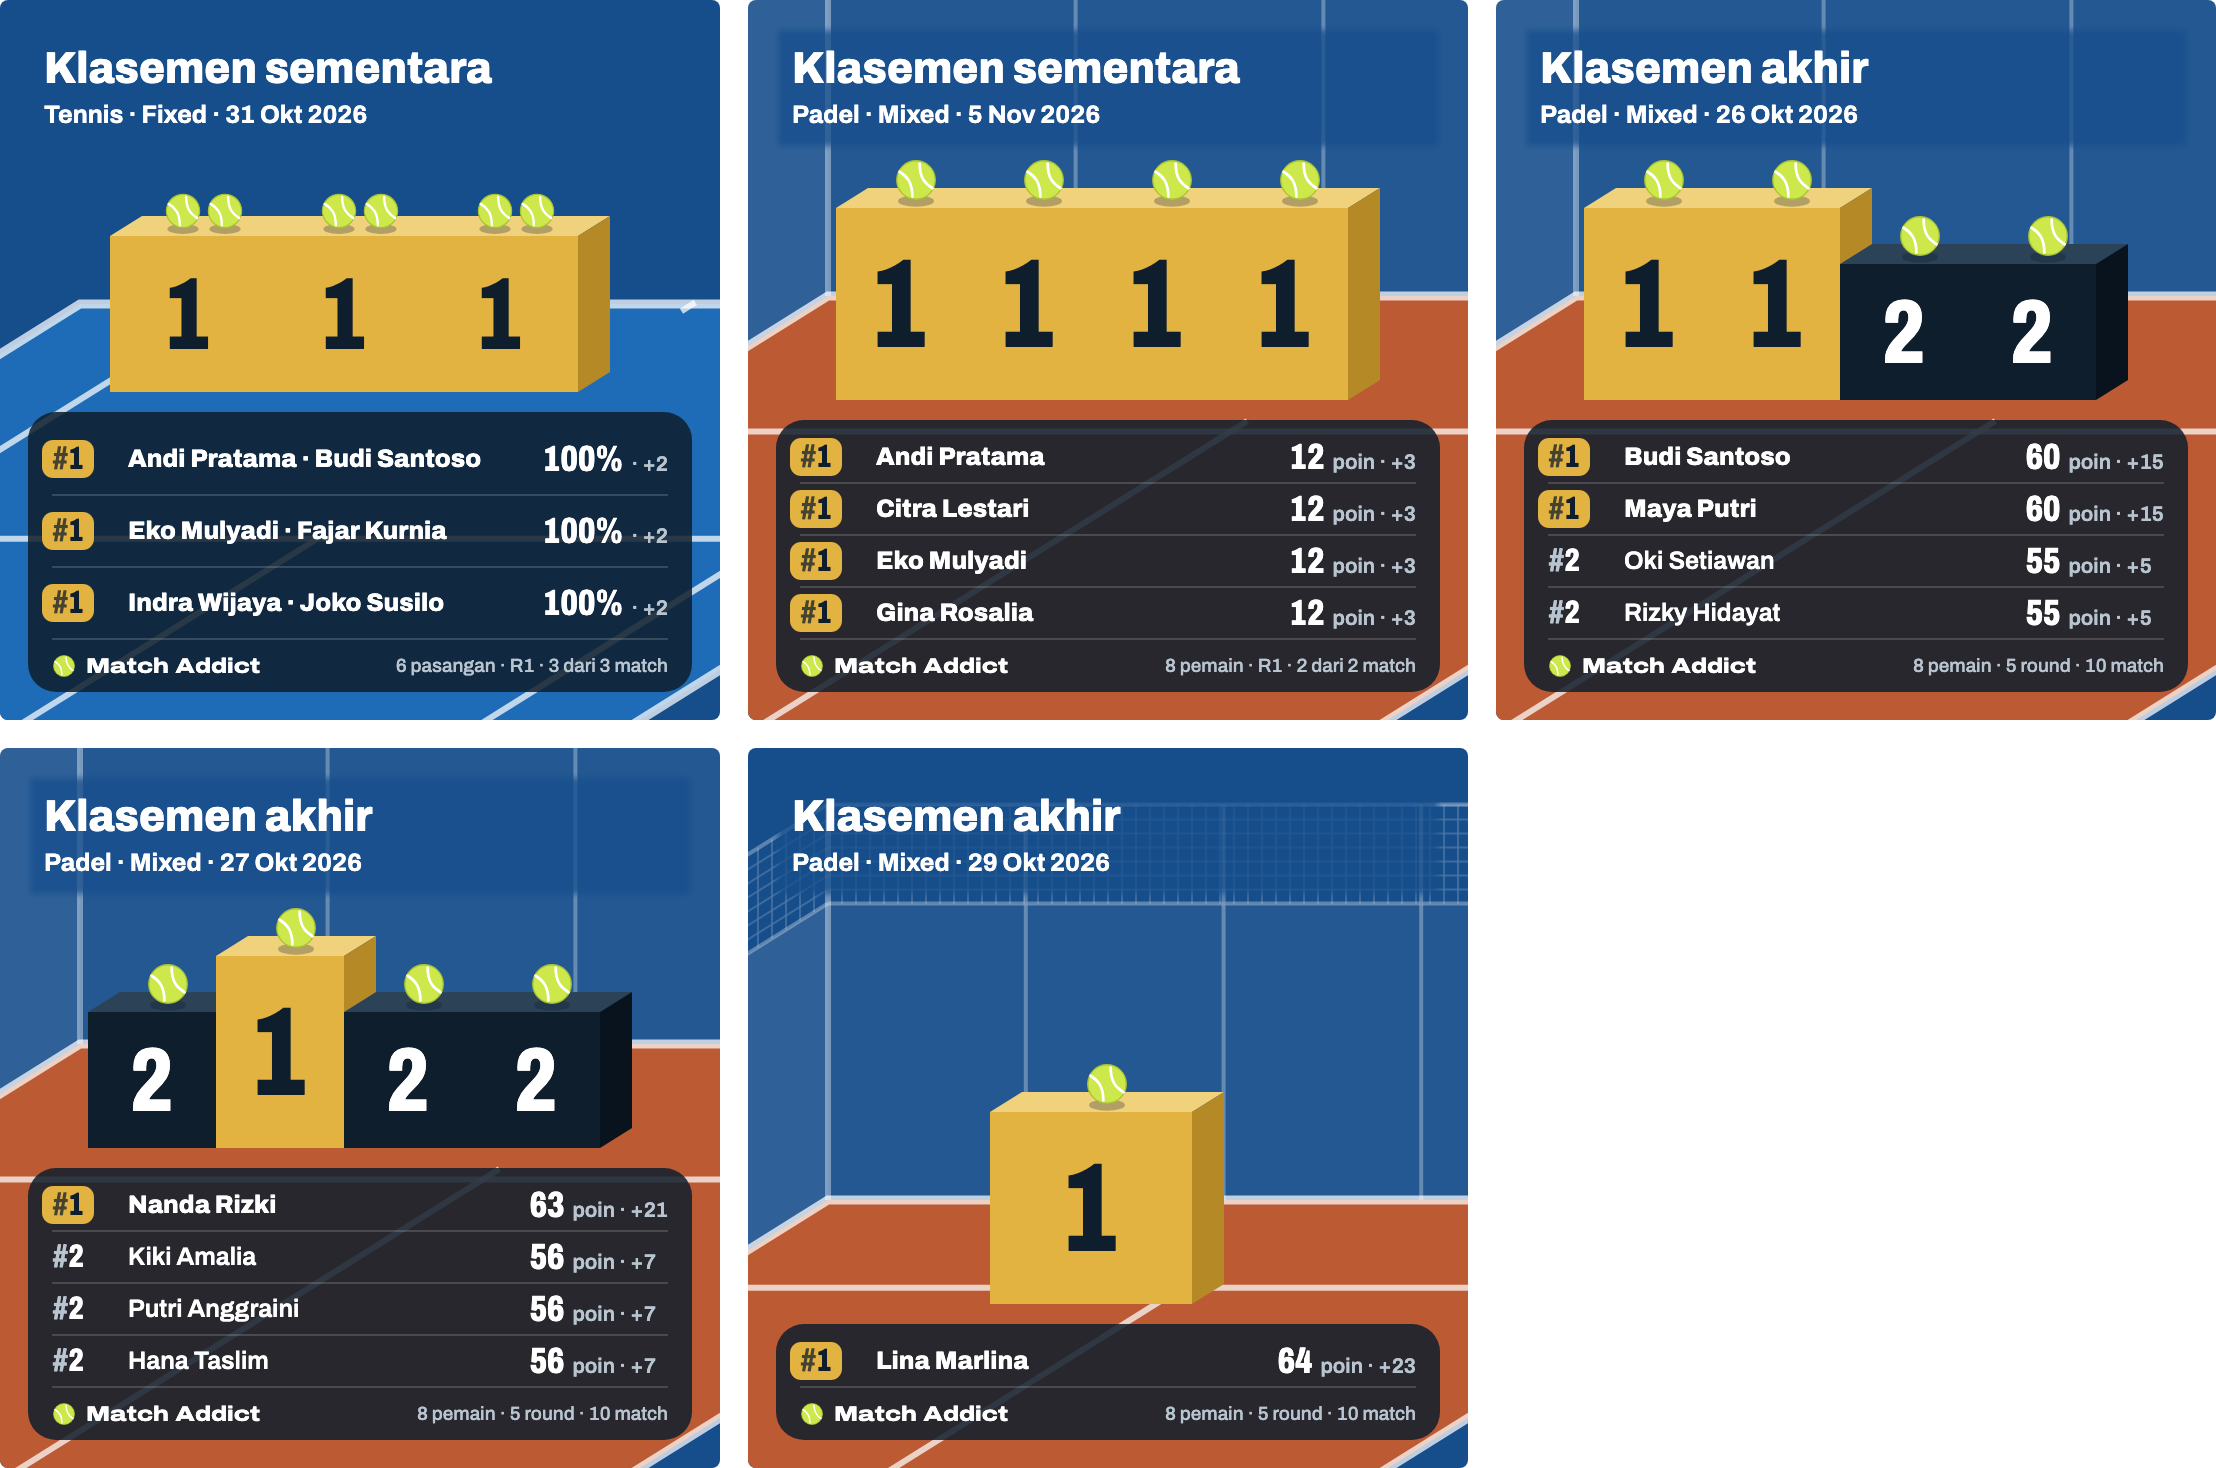 Klasemen sementara
Tennis · Fixed · 31 Okt 2026
1 1 1
#1 Andi Pratama · Budi Santoso 100% · +2
#1 Eko Mulyadi · Fajar Kurnia 100% · +2
#1 Indra Wijaya · Joko Susilo 100% · +2
Match Addict 6 pasangan · R1 · 3 dari 3 match
Klasemen sementara
Padel · Mixed · 5 Nov 2026
1 1 1 1
#1 Andi Pratama 12 poin · +3
#1 Citra Lestari 12 poin · +3
#1 Eko Mulyadi 12 poin · +3
#1 Gina Rosalia 12 poin · +3
Match Addict 8 pemain · R1 · 2 dari 2 match
Klasemen akhir
Padel · Mixed · 26 Okt 2026
1 1 2 2
#1 Budi Santoso 60 poin · +15
#1 Maya Putri 60 poin · +15
#2 Oki Setiawan 55 poin · +5
#2 Rizky Hidayat 55 poin · +5
Match Addict 8 pemain · 5 round · 10 match
Klasemen akhir
Padel · Mixed · 27 Okt 2026
2 1 2 2
#1 Nanda Rizki 63 poin · +21
#2 Kiki Amalia 56 poin · +7
#2 Putri Anggraini 56 poin · +7
#2 Hana Taslim 56 poin · +7
Match Addict 8 pemain · 5 round · 10 match
Klasemen akhir
Padel · Mixed · 29 Okt 2026
1
#1 Lina Marlina 64 poin · +23
Match Addict 8 pemain · 5 round · 10 match